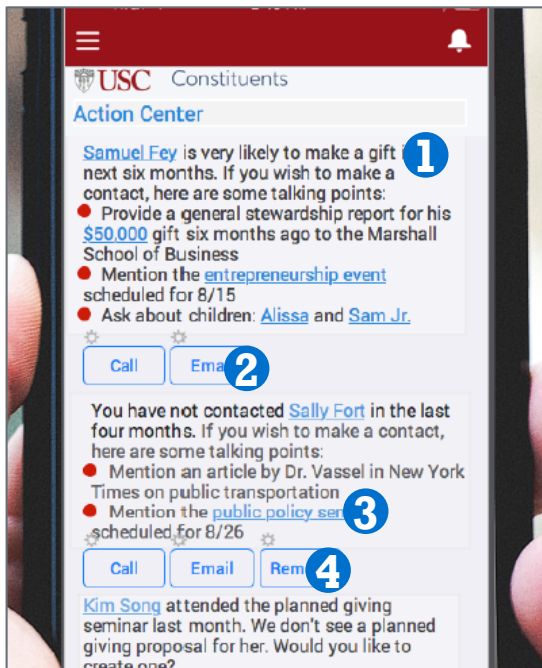 USC Constituents
Action Center
Samuel Fey is very likely to make a gift
1
next six months. If you wish to make a
contact, here are some talking points:
Provide a general stewardship report for his
$50,000 gift six months ago to the Marshall
School of Business
Mention the entrepreneurship event
scheduled for 8/15
Ask about children: Alissa and Sam Jr.
Call
2
You have not contacted Sally Fort in the last
four months. If you wish to make a contact,
here are some talking points:
Mention an article by Dr. Vassel in New York
Times on public transportation
Mention the public policy
3
scheduled for 8/26
Call Email
4
Kim Song attended the planned giving
seminar last month. We don't see a planned
giving proposal for her. Would you like to
create one?